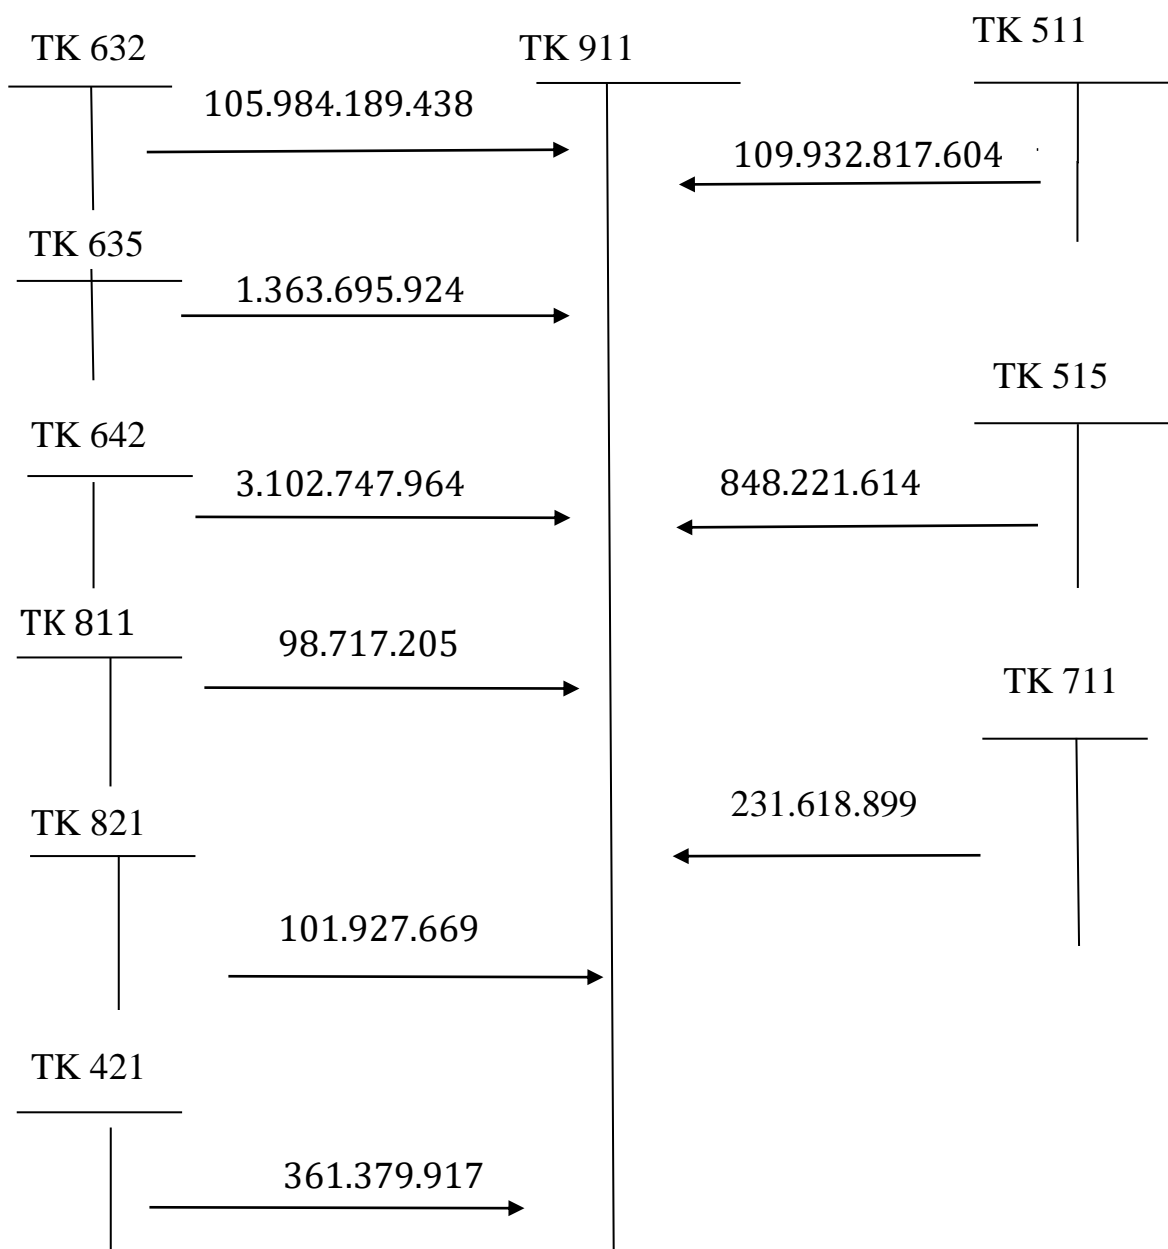 TK 632
TK 911
TK 511
105.984.189.438
109.932.817.604
TK 635
1.363.695.924
TK 515
TK 642
3.102.747.964
848.221.614
TK 811
98.717.205
TK 711
TK 821
231.618.899
101.927.669
TK 421
361.379.917